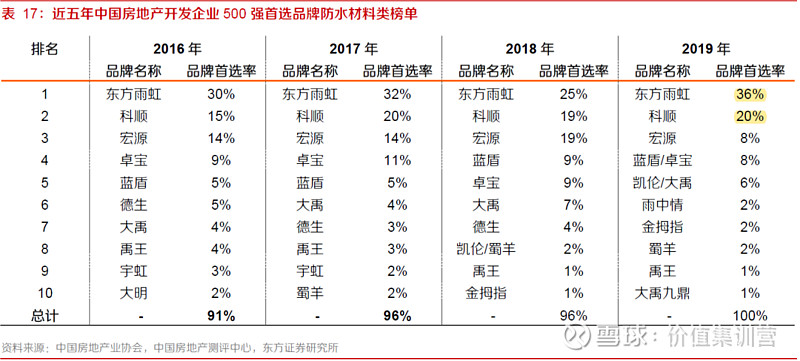 表 17：近五年中国房地产开发企业 500 强首选品牌防水材料类榜单
排名 2016 年 2017 年 2018 年 2019 年
品牌名称 品牌首选率 品牌名称 品牌首选率 品牌名称 品牌首选率 品牌名称 品牌首选率
1 东方雨虹 30% 东方雨虹 32% 东方雨虹 25% 东方雨虹 36%
2 科顺 15% 科顺 20% 科顺 19% 科顺 20%
3 宏源 14% 宏源 14% 宏源 19% 宏源 8%
4 卓宝 9% 卓宝 11% 蓝盾 9% 蓝盾/卓宝 8%
5 蓝盾 5% 蓝盾 5% 卓宝 9% 凯伦/大禹 6%
6 德生 5% 大禹 4% 大禹 7% 雨中情 2%
7 大禹 4% 德生 3% 德生 4% 金拇指 2%
8 禹王 4% 禹王 3% 凯伦/蜀羊 2% 蜀羊 2%
9 宇虹 3% 宇虹 2% 禹王 1% 禹王 1%
10 大明 2% 蜀羊 2% 金拇指 1% 大禹九鼎 1%
总计 - 91% - 96% - 96% - 100%
资料来源：中国房地产业协会，中国房地产测评中心，东方证券研究所
雪球：价值集训营